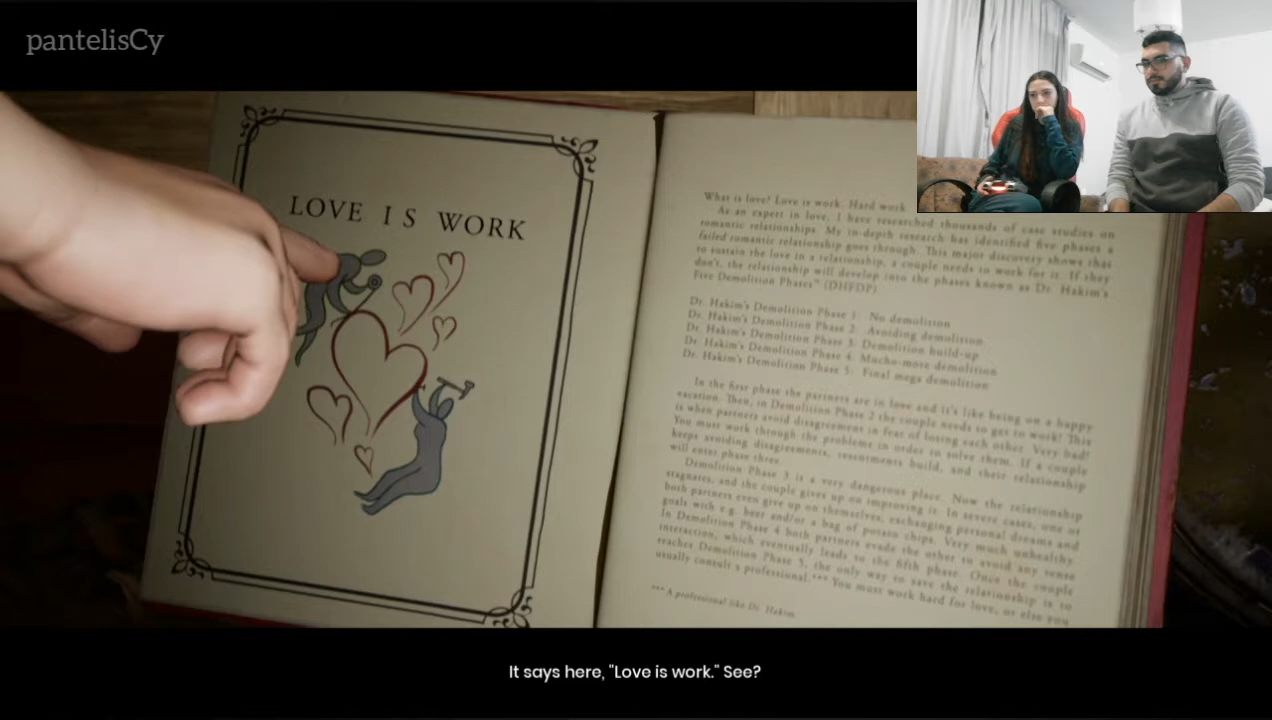 pantelisCy
LOVE IS WORK
What is love? Love is work. Hard work
As an expert in love, I have researched thousands of case studies on
romantic relationships. My in-depth research has identified five phases a
failed romantic relationship goes through. This major discovery shows that
to sustain the love in a relationship, a couple needs to work for it. If they
don't, the relationship will develop into the phases known as Dr. Hakim's
Five Demolition Phases™ (DHFDP)
Dr. Hakim's Demolition Phase 1: No demolition
Dr. Hakim's Demolition Phase 2: Avoiding demolition
Dr. Hakim's Demolition Phase 3: Demolition build-up
Dr. Hakim's Demolition Phase 4: Mucho-more demolition
Dr. Hakim's Demolition Phase 5: Final mega demolition
In the first phase the partners are in love and it's like being on a happy
vacation. Then, in Demolition Phase 2 the couple needs to get to work! This
is when partners avoid disagreement in fear of losing each other. Very bad!
You must work through the problems in order to solve them. If a couple
keeps avoiding disagreements, resentments build, and their relationship
will enter phase three.
Demolition Phase 3 is a very dangerous place. Now the relationship
stagnates, and the couple gives up on improving it. In severe cases, one or
both partners even give up on themselves, exchanging personal dreams and
goals with e.g. beer and/or a bag of potato chips. Very much unhealthy.
In Demolition Phase 4 both partners evade the other to avoid any tense
interaction, which eventually leads to the fifth phase. Once the couple
reaches Demolition Phase 5, the only way to save the relationship is to
usually consult a professional.*** You must work hard for love, or else you
*** A professional like Dr. Hakim.
It says here, "Love is work." See?